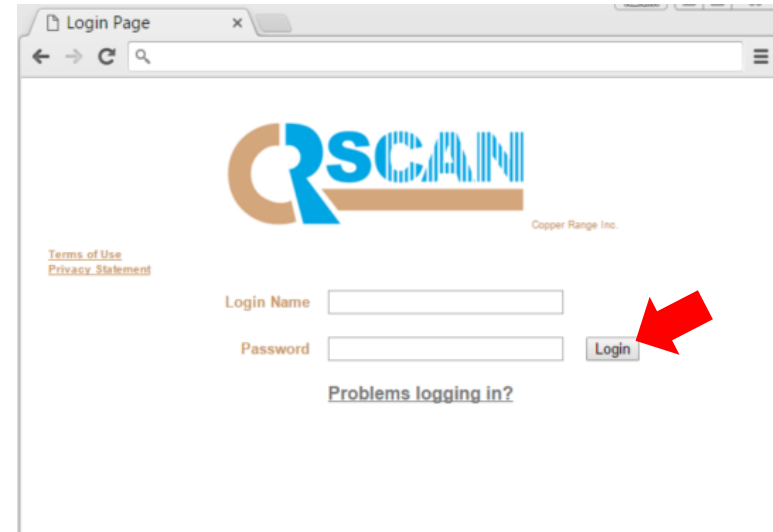 Login Page
CRSCAN
Copper Range Inc.
Terms of Use
Privacy Statement
Login Name
Password
Login
Problems logging in?